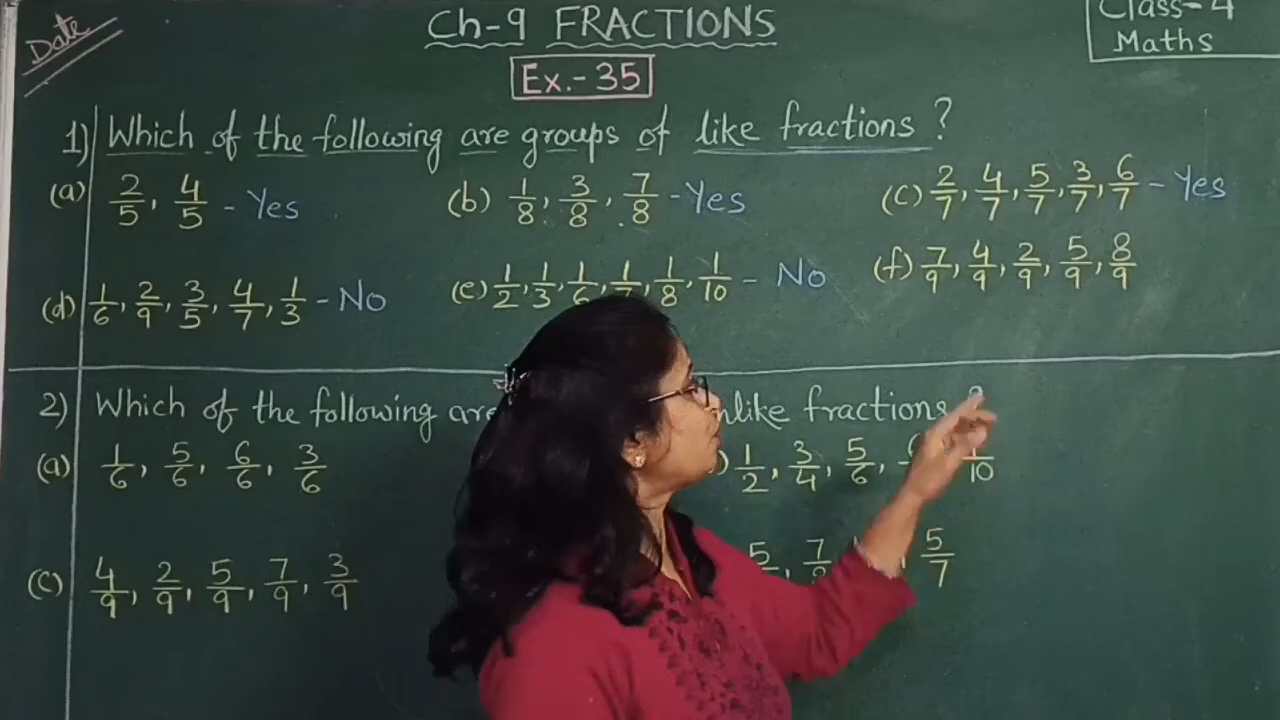 Date
Ch-9 FRACTIONS
Class-4
Maths
Ex.-35
1) Which of the following are groups of like fractions ?
(a) 2/5, 4/5 - Yes
(b) 1/8, 3/8, 7/8 - Yes
(c) 2/7, 4/7, 5/7, 3/7, 6/7 - Yes
(d) 1/6, 2/9, 3/5, 4/7, 1/3 - No
(e) 1/2, 1/3, 1/6, 1/7, 1/8, 1/10 - No
(f) 7/9, 4/9, 2/9, 5/9, 8/9
2) Which of the following are fractions
(a) 1/6, 5/6, 6/6, 3/6
1/2, 3/4, 5/6, 10
(c) 4/9, 2/9, 5/9, 7/9, 3/9
5/7